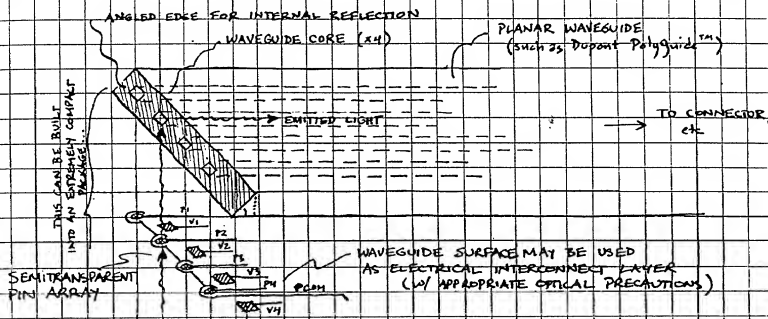 ANGLED EDGE FOR INTERNAL REFLECTION
WAVEGUIDE CORE (x4)
PLANAR WAVEGUIDE
(such as Dupont PolyGuide™)
EMITTED LIGHT
TO CONNECTOR
etc
THIS CAN BE BUILT
INTO AN EXTREMELY COMPACT
PACKAGE...
P1
V1
P2
V2
P3
V3
P4
PCOM
V4
SEMITRANSPARENT
PIN ARRAY
WAVEGUIDE SURFACE MAY BE USED
AS ELECTRICAL INTERCONNECT LAYER
(W/ APPROPRIATE OPTICAL PRECAUTIONS)